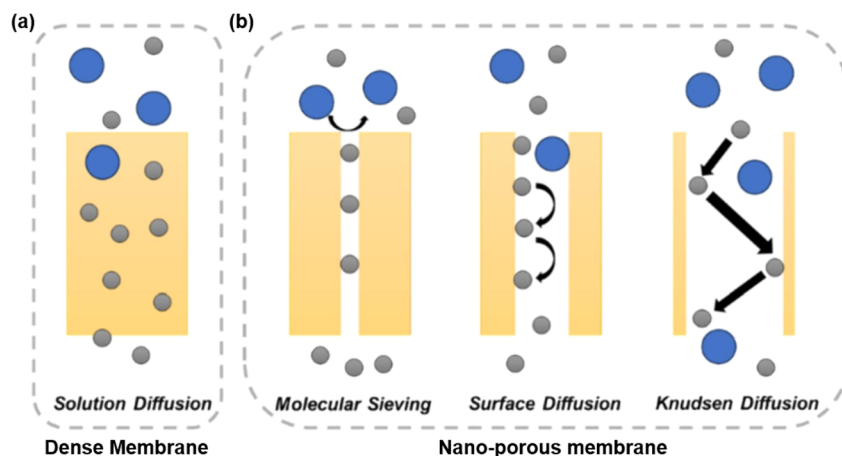 (a)
(b)
Solution Diffusion
Molecular Sieving
Surface Diffusion
Knudsen Diffusion
Dense Membrane
Nano-porous membrane